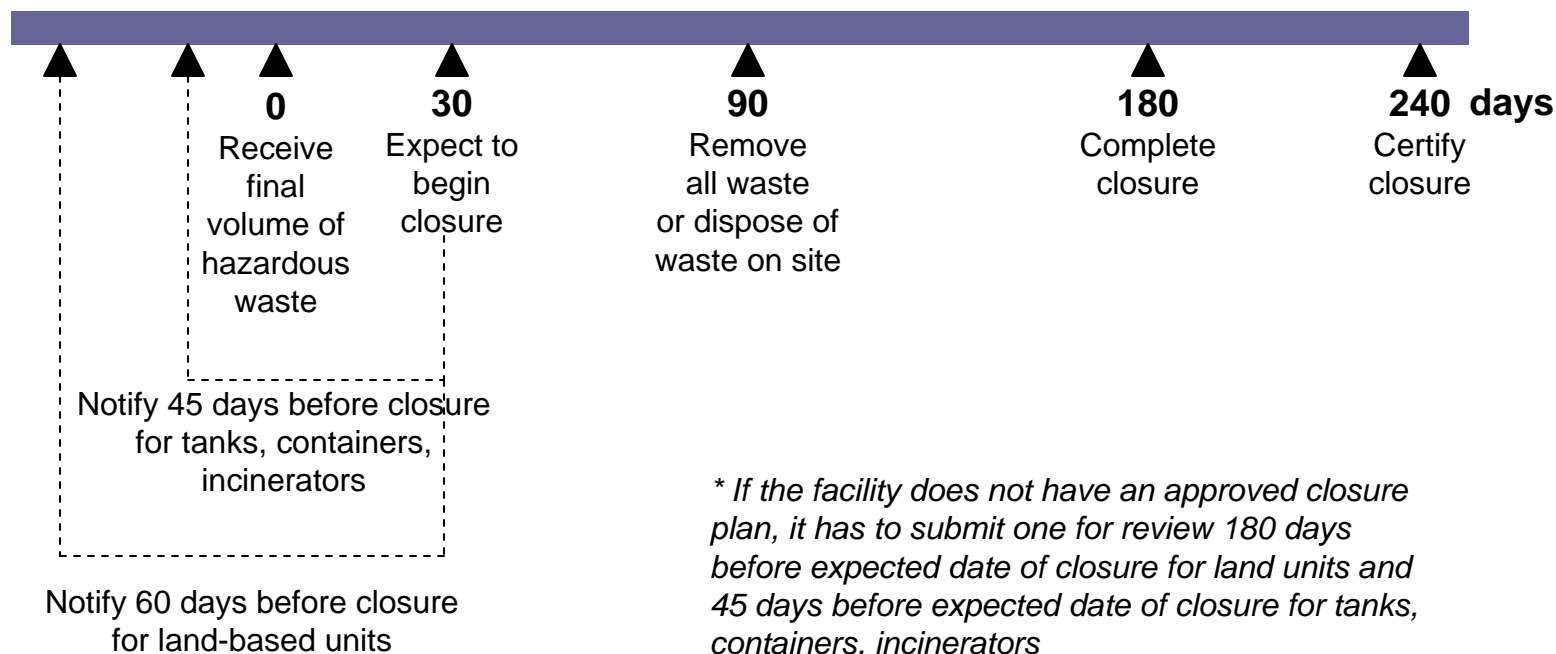 0
Receive
final
volume of
hazardous
waste
30
Expect to
begin
closure
90
Remove
all waste
or dispose of
waste on site
180
Complete
closure
240 days
Certify
closure
Notify 45 days before closure
for tanks, containers,
incinerators
Notify 60 days before closure
for land-based units
* If the facility does not have an approved closure
plan, it has to submit one for review 180 days
before expected date of closure for land units and
45 days before expected date of closure for tanks,
containers, incinerators